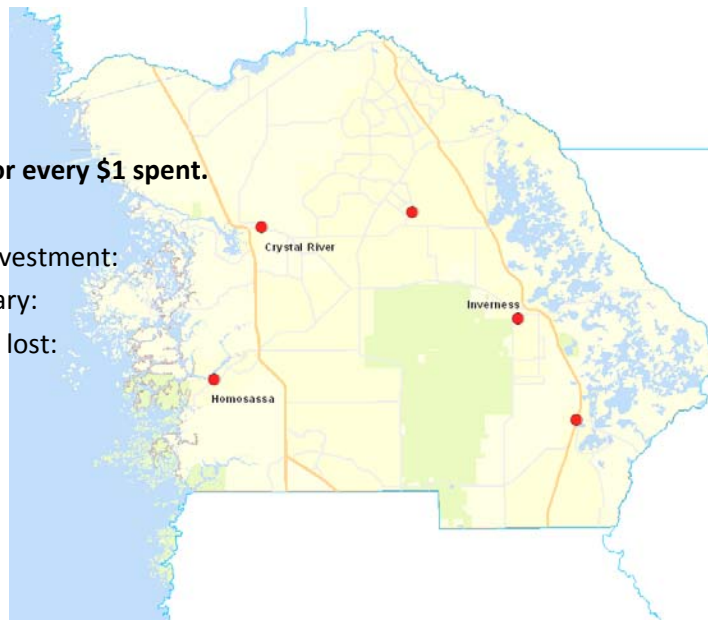 or every $1 spent.
Crystal River
vestment:
Inverness
ary:
lost:
Homosassa